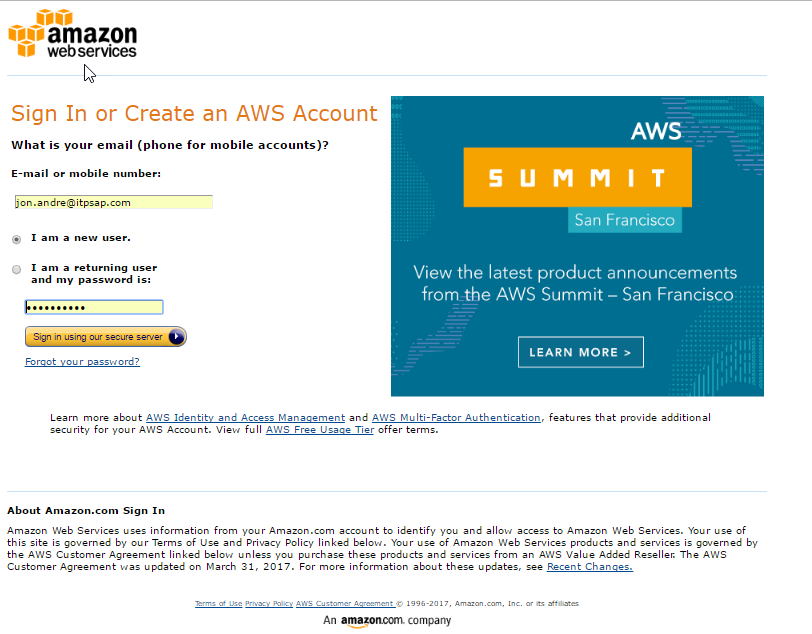 amazon
web services
Sign In or Create an AWS Account
What is your email (phone for mobile accounts)?
E-mail or mobile number:
jon.andre@itpsap.com
I am a new user.
I am a returning user
and my password is:
••••••••••
Sign in using our secure server
Forgot your password?
AWS
SUMMIT
San Francisco
View the latest product announcements
from the AWS Summit – San Francisco
LEARN MORE >
Learn more about AWS Identity and Access Management and AWS Multi-Factor Authentication, features that provide additional
security for your AWS Account. View full AWS Free Usage Tier offer terms.
About Amazon.com Sign In
Amazon Web Services uses information from your Amazon.com account to identify you and allow access to Amazon Web Services. Your use of
this site is governed by our Terms of Use and Privacy Policy linked below. Your use of Amazon Web Services products and services is governed by
the AWS Customer Agreement linked below unless you purchase these products and services from an AWS Value Added Reseller. The AWS
Customer Agreement was updated on March 31, 2017. For more information about these updates, see Recent Changes.
Terms of Use Privacy Policy AWS Customer Agreement © 1996-2017, Amazon.com, Inc. or its affiliates
An amazon.com company